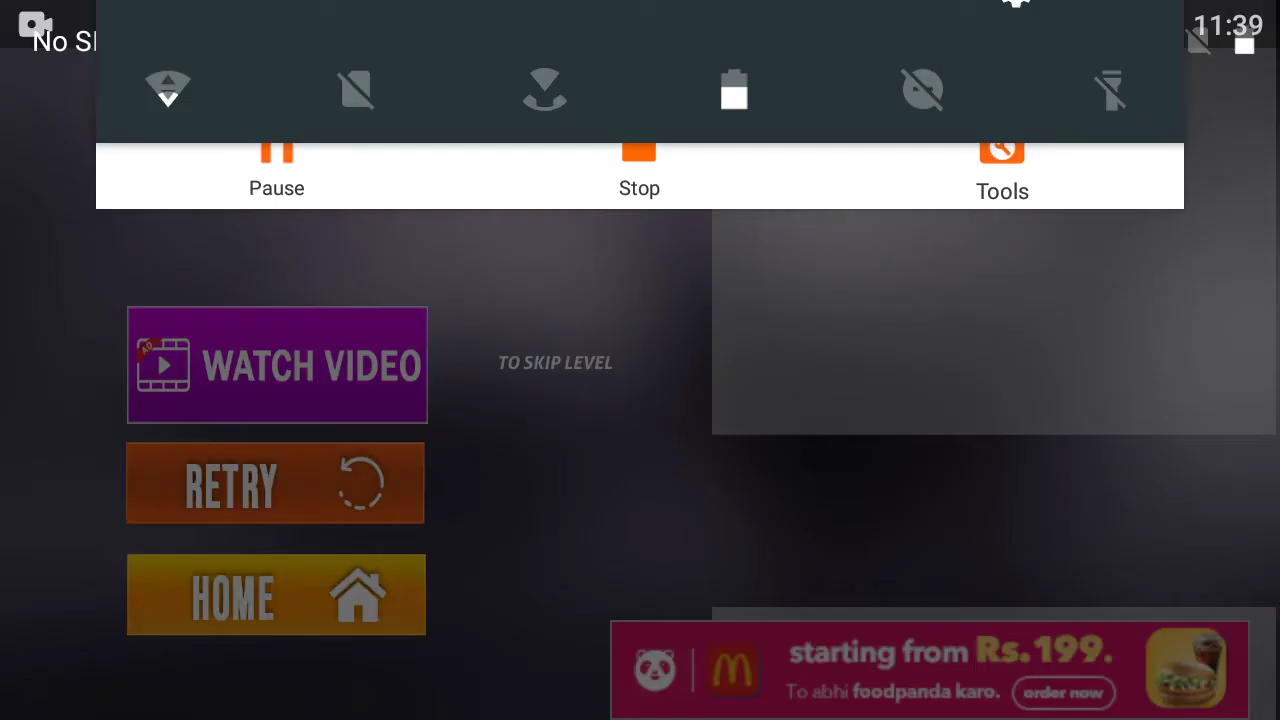 11:39
No SI
Pause
Stop
Tools
AD
WATCH VIDEO
TO SKIP LEVEL
RETRY
HOME
starting from Rs.199.
To abhi foodpanda karo.
order now